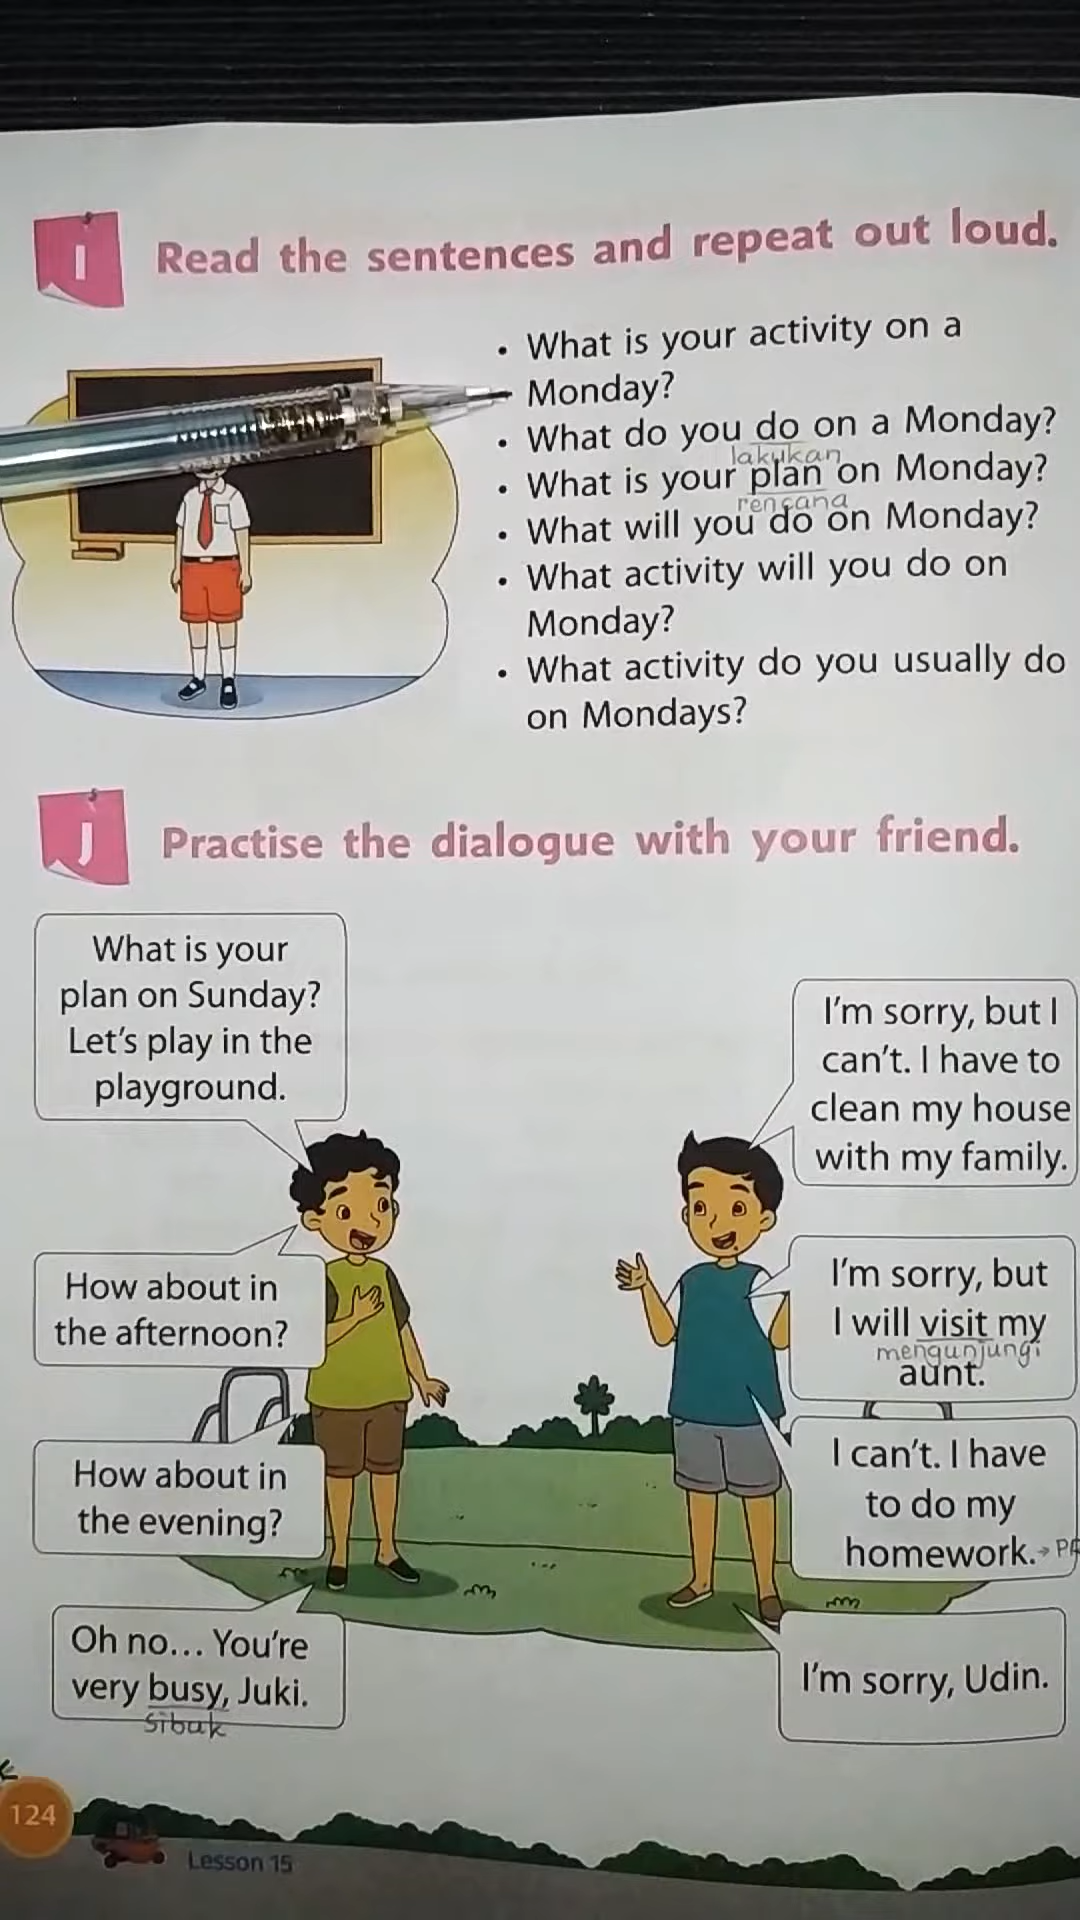 I
Read the sentences and repeat out loud.
• What is your activity on a
Monday?
• What do you do on a Monday?
lakukan
• What is your plan on Monday?
rencana
• What will you do on Monday?
• What activity will you do on
Monday?
• What activity do you usually do
on Mondays?
J
Practise the dialogue with your friend.
What is your
plan on Sunday?
Let's play in the
playground.
I'm sorry, but I
can't. I have to
clean my house
with my family.
How about in
the afternoon?
I'm sorry, but
I will visit my
mengunjungi
aunt.
How about in
the evening?
I can't. I have
to do my
homework.→ PR
Oh no... You're
very busy, Juki.
sibuk
I'm sorry, Udin.
124
Lesson 15